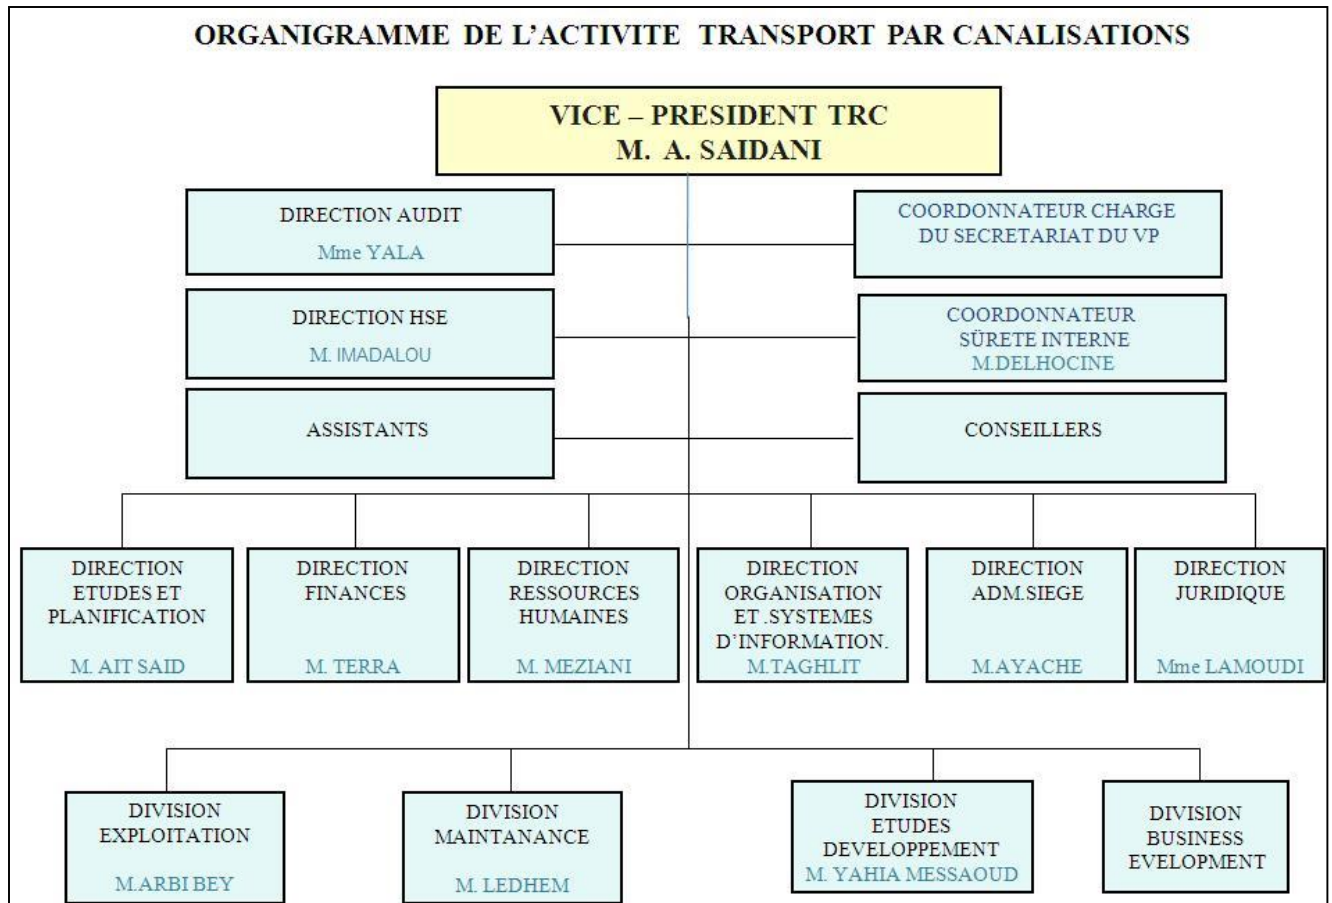 ORGANIGRAMME DE L'ACTIVITE TRANSPORT PAR CANALISATIONS
VICE – PRESIDENT TRC
M. A. SAIDANI
DIRECTION AUDIT
Mme YALA
COORDONNATEUR CHARGE
DU SECRETARIAT DU VP
DIRECTION HSE
M. IMADALOU
COORDONNATEUR
SÜRETE INTERNE
M.DELHOCINE
ASSISTANTS
CONSEILLERS
DIRECTION
ETUDES ET
PLANIFICATION
M. AIT SAID
DIRECTION
FINANCES
M. TERRA
DIRECTION
RESSOURCES
HUMAINES
M. MEZIANI
DIRECTION
ORGANISATION
ET .SYSTEMES
D'INFORMATION.
M.TAGHLIT
DIRECTION
ADM.SIEGE
M.AYACHE
DIRECTION
JURIDIQUE
Mme LAMOUDI
DIVISION
EXPLOITATION
M.ARBI BEY
DIVISION
MAINTANANCE
M. LEDHEM
DIVISION
ETUDES
DEVELOPPEMENT
M. YAHIA MESSAOUD
DIVISION
BUSINESS
EVELOPMENT